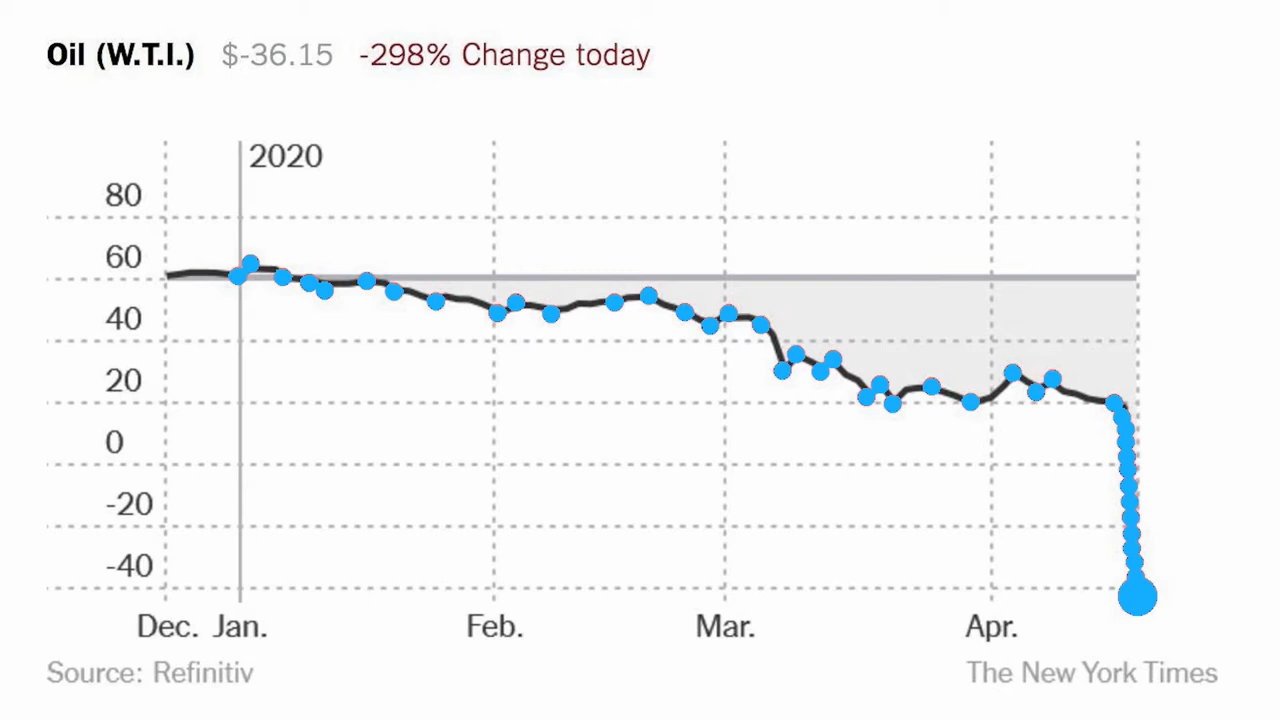 Oil (W.T.I.) $-36.15 -298% Change today
2020
80
60
40
20
0
-20
-40
Dec. Jan. Feb. Mar. Apr.
Source: Refinitiv The New York Times